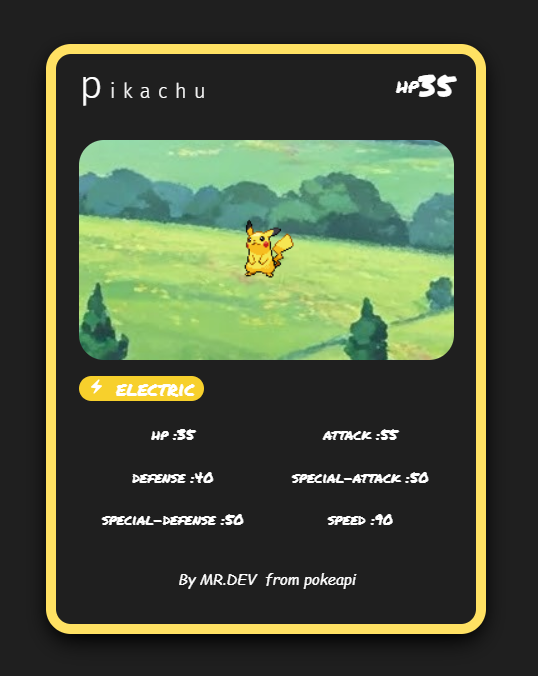 Pikachu HP35
ELECTRIC
HP :35 ATTACK :55
DEFENSE :40 SPECIAL-ATTACK :50
SPECIAL-DEFENSE :50 SPEED :90
By MR.DEV from pokeapi